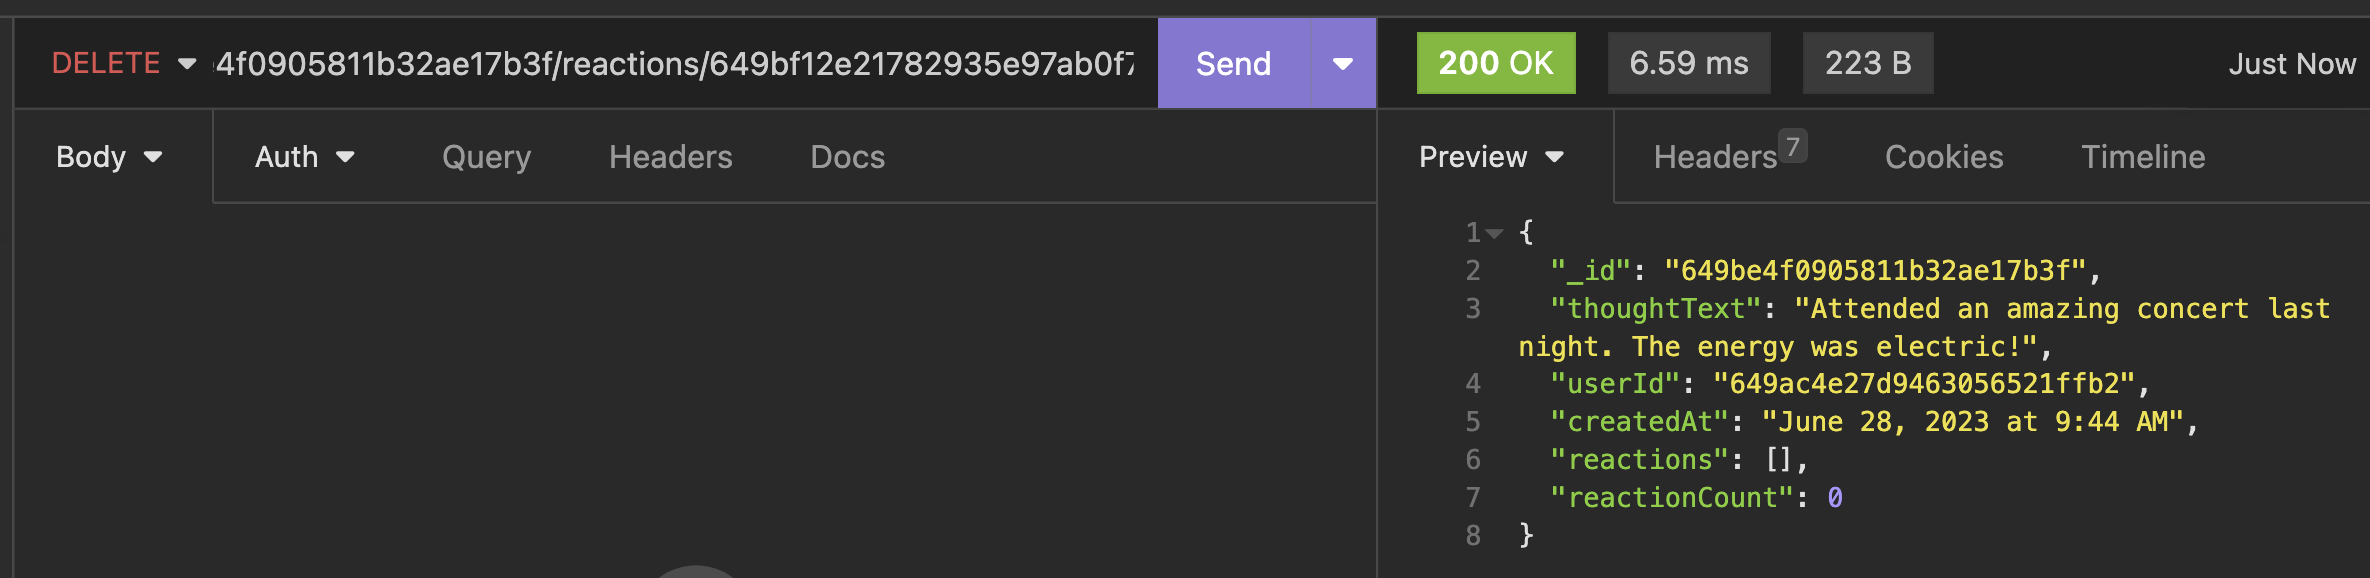 DELETE 4f0905811b32ae17b3f/reactions/649bf12e21782935e97ab0f7 Send 200 OK 6.59 ms 223 B Just Now
Body Auth Query Headers Docs Preview Headers 7 Cookies Timeline
1 {
2 "_id": "649be4f0905811b32ae17b3f",
3 "thoughtText": "Attended an amazing concert last
night. The energy was electric!",
4 "userId": "649ac4e27d9463056521ffb2",
5 "createdAt": "June 28, 2023 at 9:44 AM",
6 "reactions": [],
7 "reactionCount": 0
8 }